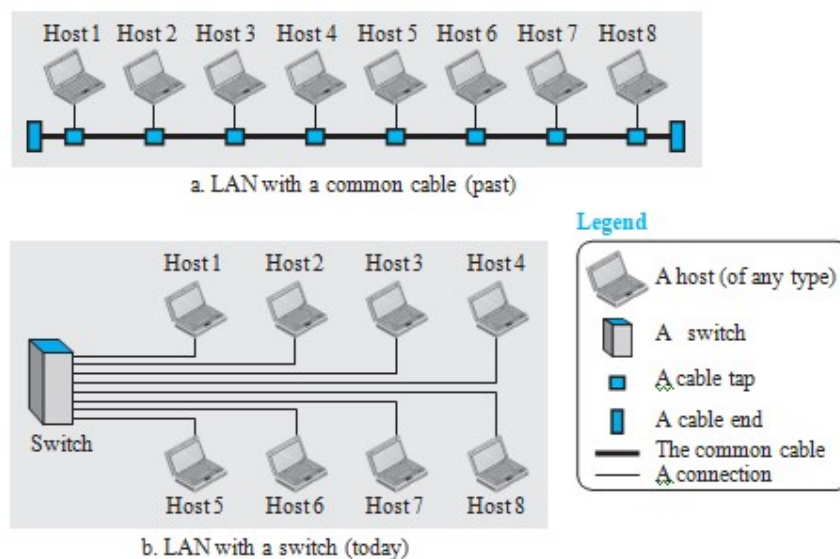 Host 1 Host 2 Host 3 Host 4 Host 5 Host 6 Host 7 Host 8
a. LAN with a common cable (past)
Legend
Host 1 Host 2 Host 3 Host 4
A host (of any type)
A switch
A cable tap
A cable end
The common cable
A connection
Switch
Host 5 Host 6 Host 7 Host 8
b. LAN with a switch (today)